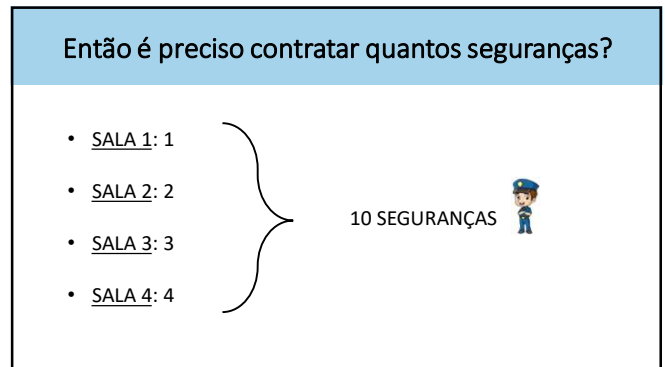 Então é preciso contratar quantos seguranças?
• SALA 1: 1
• SALA 2: 2
• SALA 3: 3
• SALA 4: 4
10 SEGURANÇAS